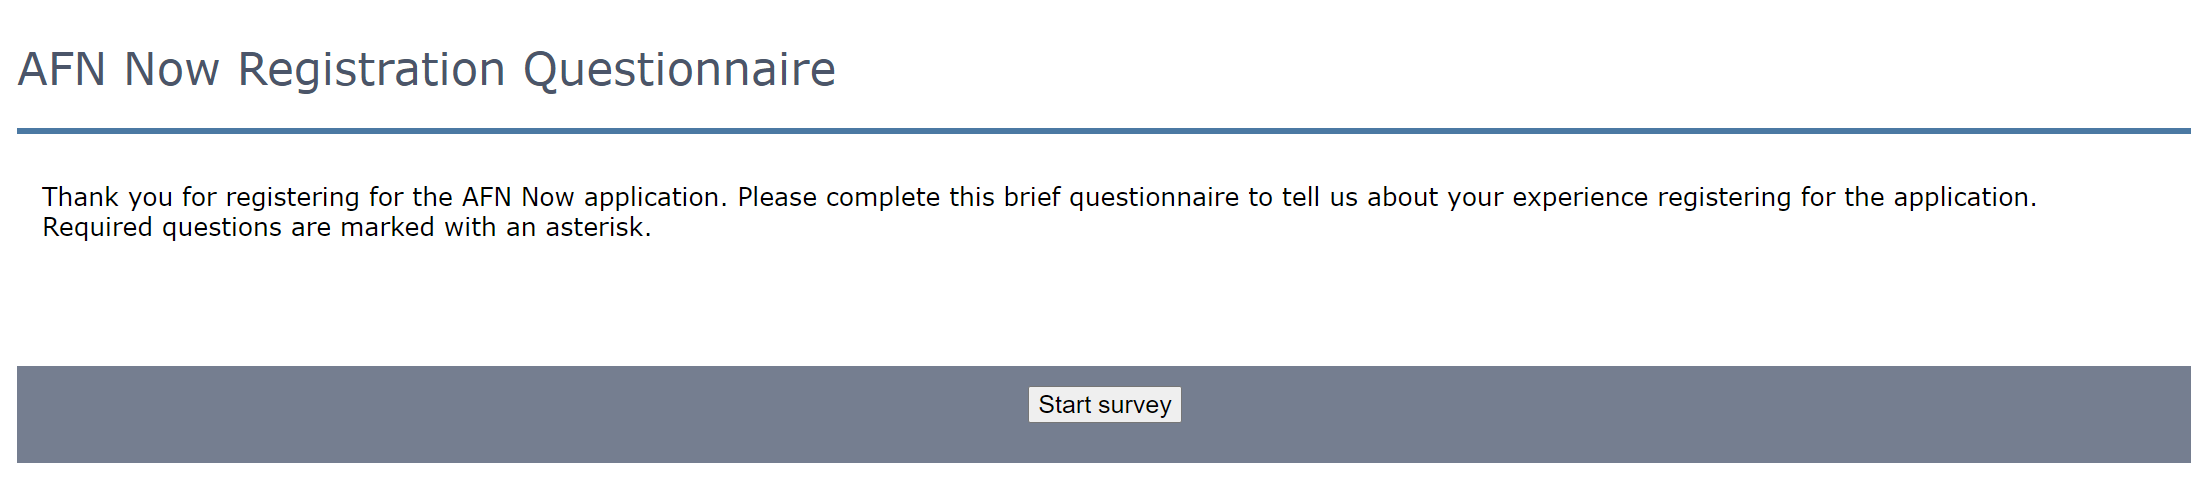 AFN Now Registration Questionnaire
Thank you for registering for the AFN Now application. Please complete this brief questionnaire to tell us about your experience registering for the application.
Required questions are marked with an asterisk.
Start survey